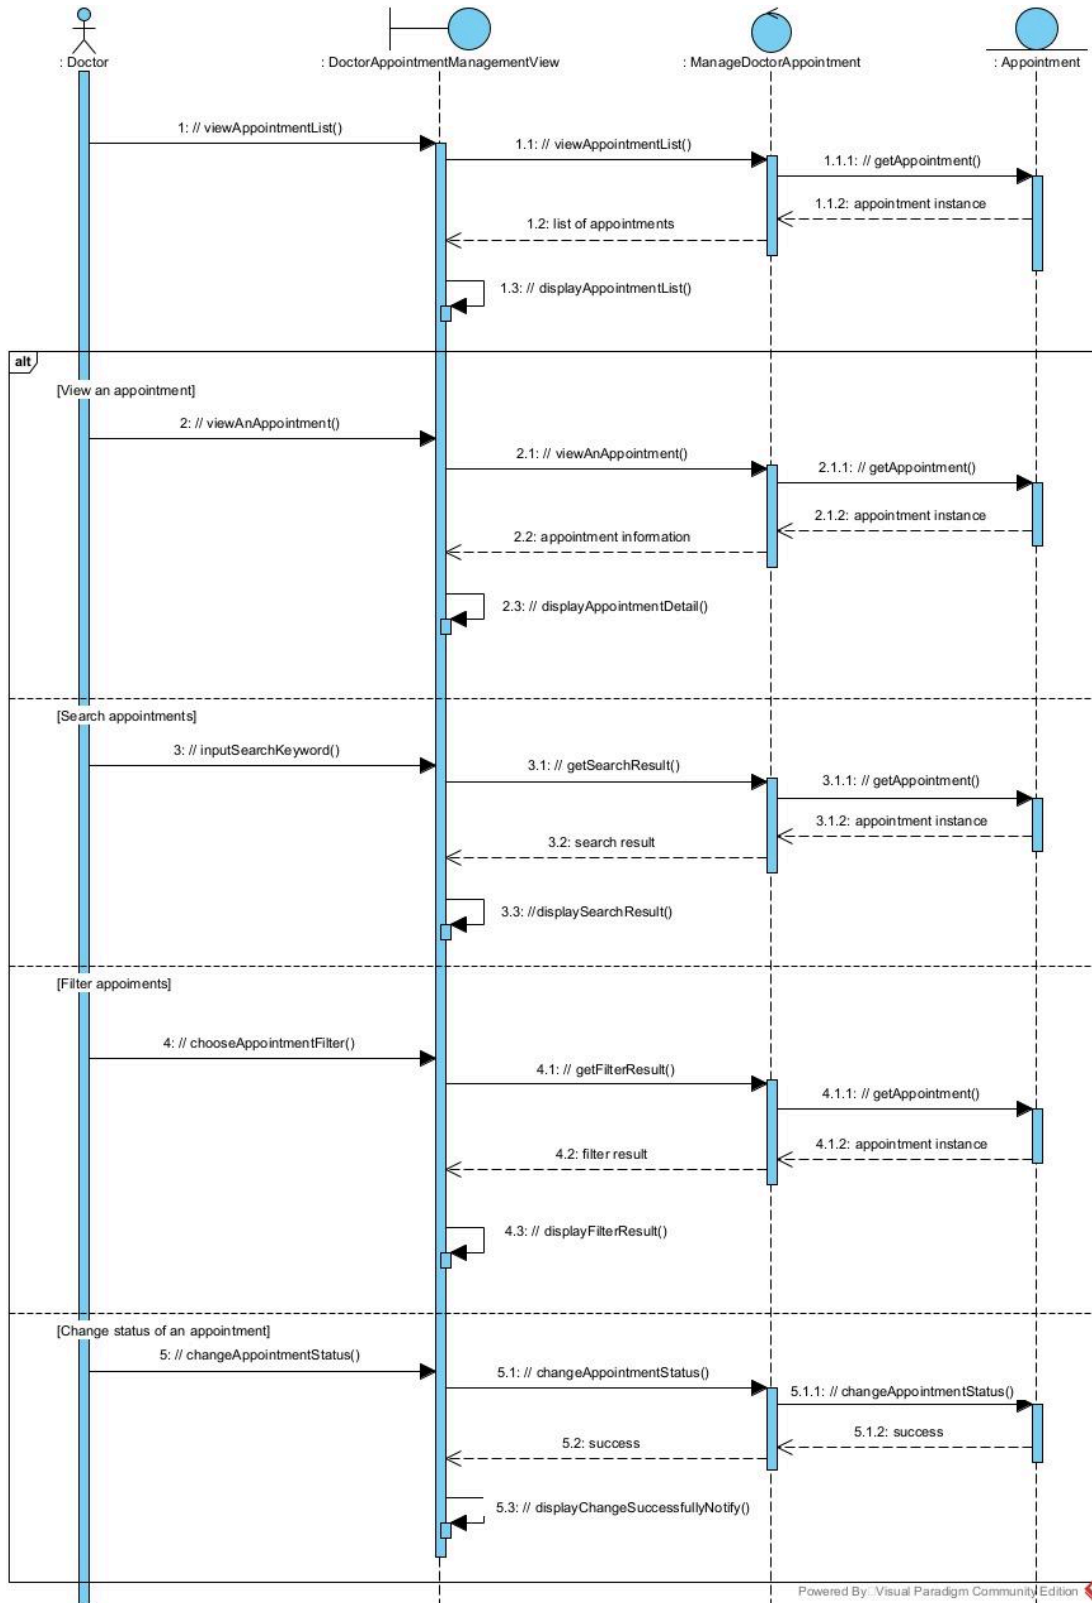 : Doctor
: DoctorAppointmentManagementView
: ManageDoctorAppointment
: Appointment
1: // viewAppointmentList()
1.1: // viewAppointmentList()
1.1.1: // getAppointment()
1.1.2: appointment instance
1.2: list of appointments
1.3: // displayAppointmentList()
alt
[View an appointment]
2: // viewAnAppointment()
2.1: // viewAnAppointment()
2.1.1: // getAppointment()
2.1.2: appointment instance
2.2: appointment information
2.3: // displayAppointmentDetail()
[Search appointments]
3: // inputSearchKeyword()
3.1: // getSearchResult()
3.1.1: // getAppointment()
3.1.2: appointment instance
3.2: search result
3.3: //displaySearchResult()
[Filter appoiments]
4: // chooseAppointmentFilter()
4.1: // getFilterResult()
4.1.1: // getAppointment()
4.1.2: appointment instance
4.2: filter result
4.3: // displayFilterResult()
[Change status of an appointment]
5: // changeAppointmentStatus()
5.1: // changeAppointmentStatus()
5.1.1: // changeAppointmentStatus()
5.1.2: success
5.2: success
5.3: // displayChangeSuccessfullyNotify()
Powered By Visual Paradigm Community Edition